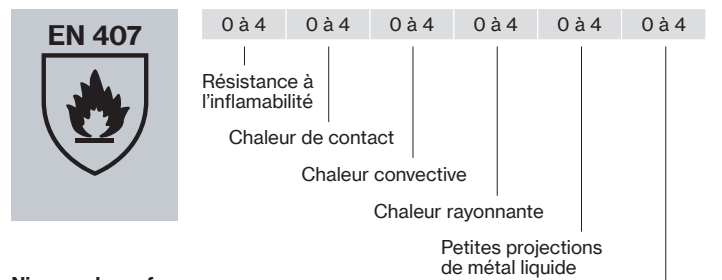 EN 407
0 à 4 0 à 4 0 à 4 0 à 4 0 à 4 0 à 4
Résistance à
l'inflamabilité
Chaleur de contact
Chaleur convective
Chaleur rayonnante
Petites projections
de métal liquide